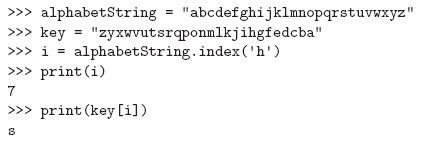 >>> alphabetString = "abcdefghijklmnopqrstuvwxyz"
>>> key = "zyxwvutsrqponmlkjihgfedcba"
>>> i = alphabetString.index('h')
>>> print(i)
7
>>> print(key[i])
s